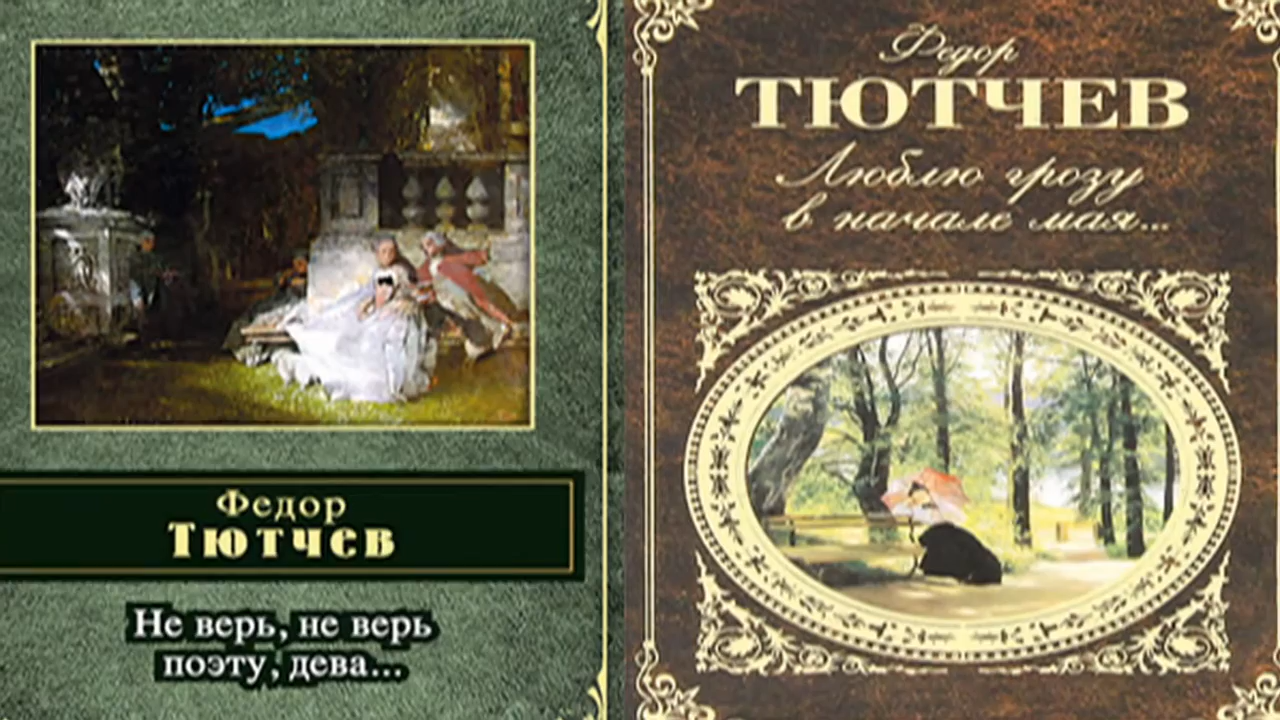 Федор
Тютчев
Не верь, не верь
поэту, дева...
Федор
ТЮТЧЕВ
Люблю грозу
в начале мая...